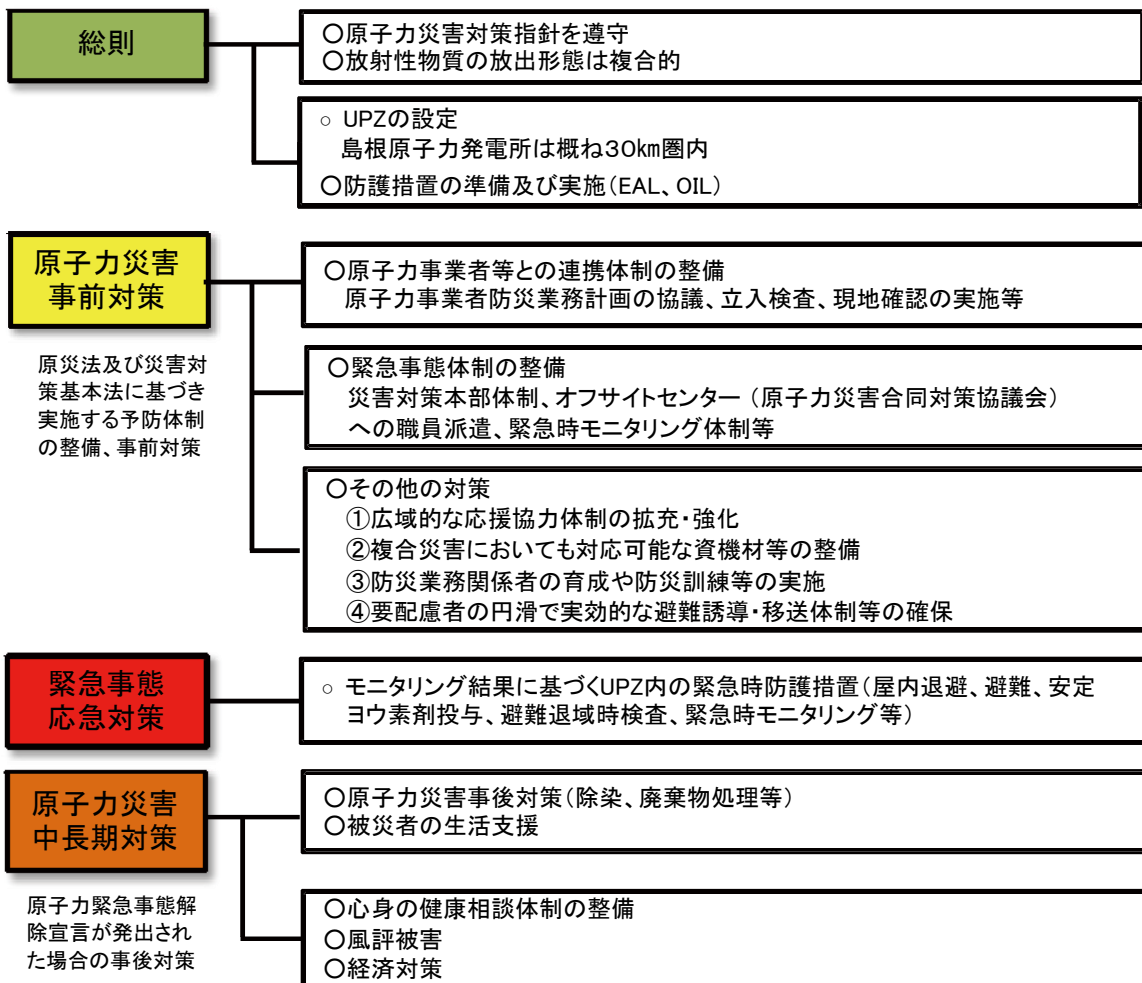 総則
〇原子力災害対策指針を遵守
〇放射性物質の放出形態は複合的
○ UPZの設定
島根原子力発電所は概ね30㎞圏内
〇防護措置の準備及び実施(EAL、OIL)
原子力災害
事前対策
原災法及び災害対
策基本法に基づき
実施する予防体制
の整備、事前対策
〇原子力事業者等との連携体制の整備
原子力事業者防災業務計画の協議、立入検査、現地確認の実施等
〇緊急事態体制の整備
災害対策本部体制、オフサイトセンター(原子力災害合同対策協議会)
への職員派遣、緊急時モニタリング体制等
〇その他の対策
①広域的な応援協力体制の拡充・強化
②複合災害においても対応可能な資機材等の整備
③防災業務関係者の育成や防災訓練等の実施
④要配慮者の円滑で実効的な避難誘導・移送体制等の確保
緊急事態
応急対策
○ モニタリング結果に基づくUPZ内の緊急時防護措置(屋内退避、避難、安定
ヨウ素剤投与、避難退域時検査、緊急時モニタリング等)
原子力災害
中長期対策
原子力緊急事態解
除宣言が発出され
た場合の事後対策
〇原子力災害事後対策(除染、廃棄物処理等)
〇被災者の生活支援
〇心身の健康相談体制の整備
〇風評被害
〇経済対策